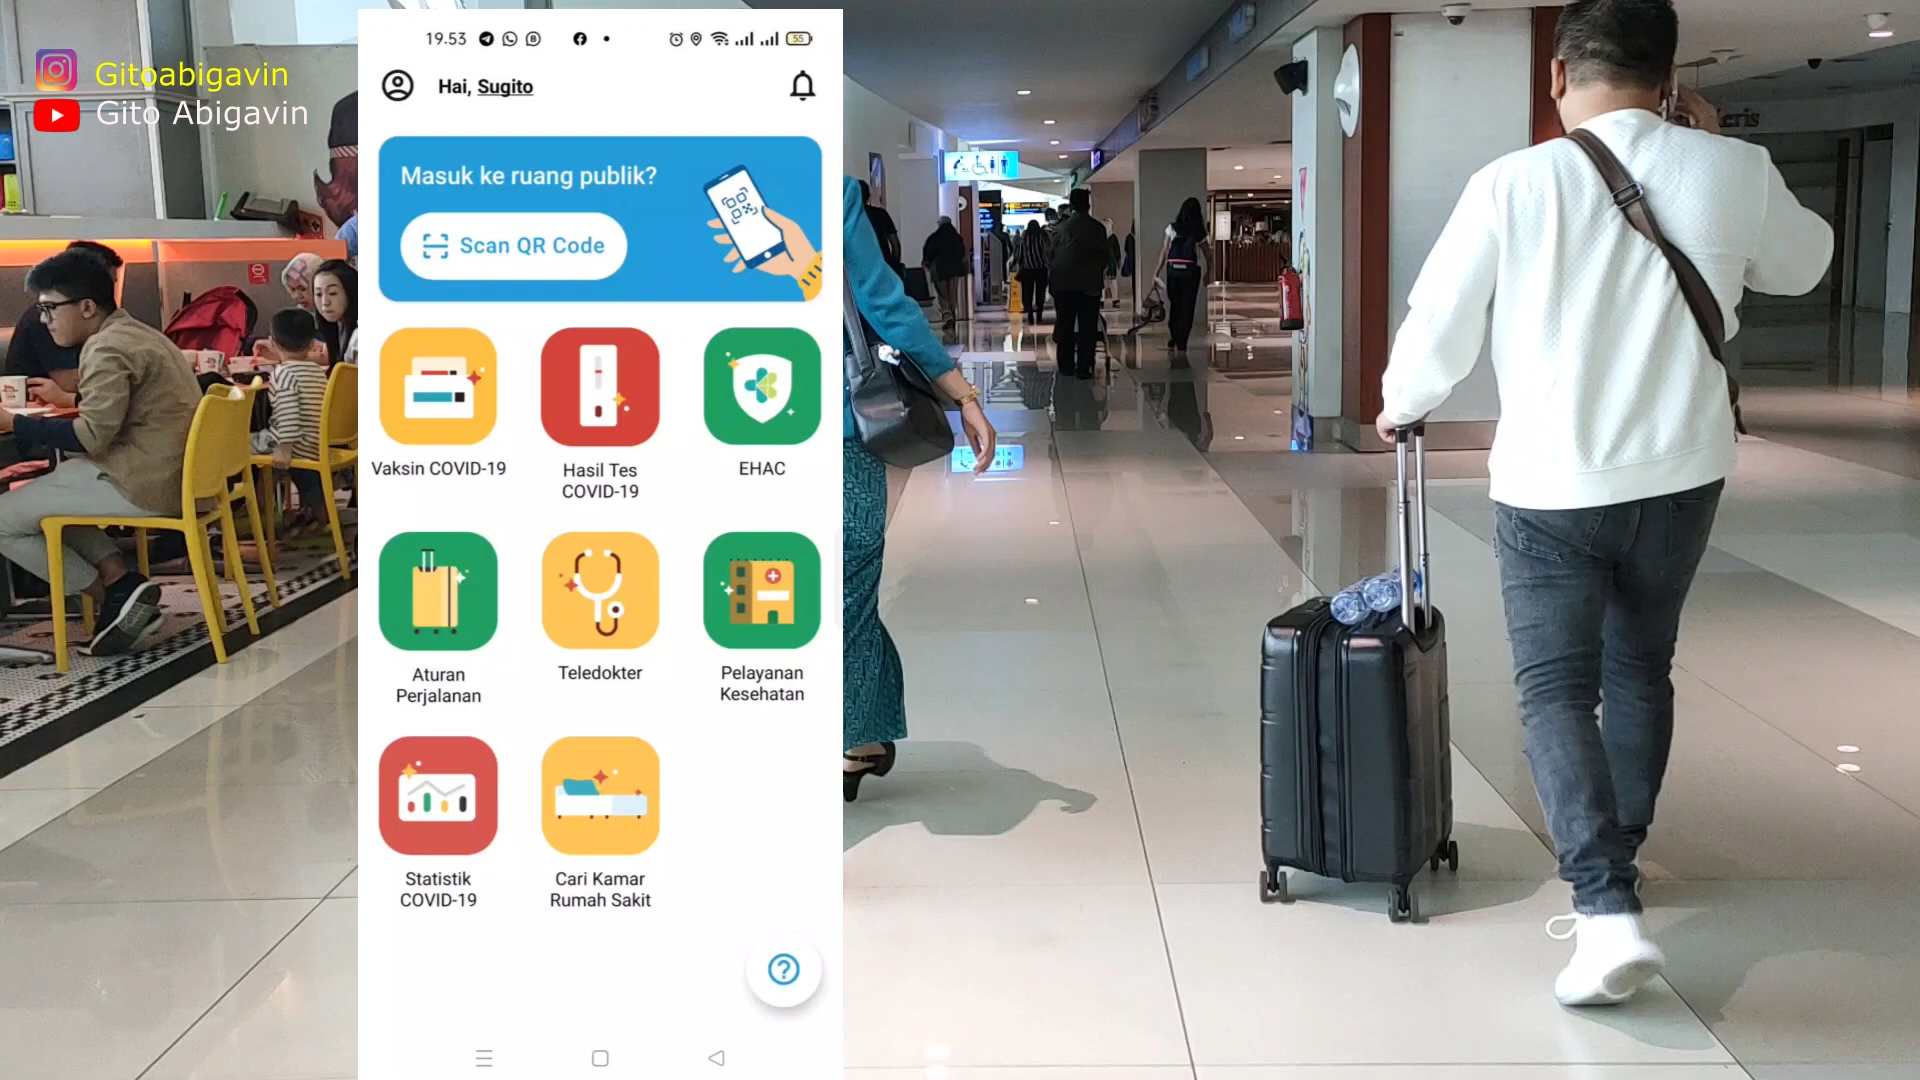 Gitoabigavin
Gito Abigavin
19.53
55
Hai, Sugito
Masuk ke ruang publik?
Scan QR Code
Vaksin COVID-19
Hasil Tes
COVID-19
EHAC
Aturan
Perjalanan
Teledokter
Pelayanan
Kesehatan
Statistik
COVID-19
Cari Kamar
Rumah Sakit